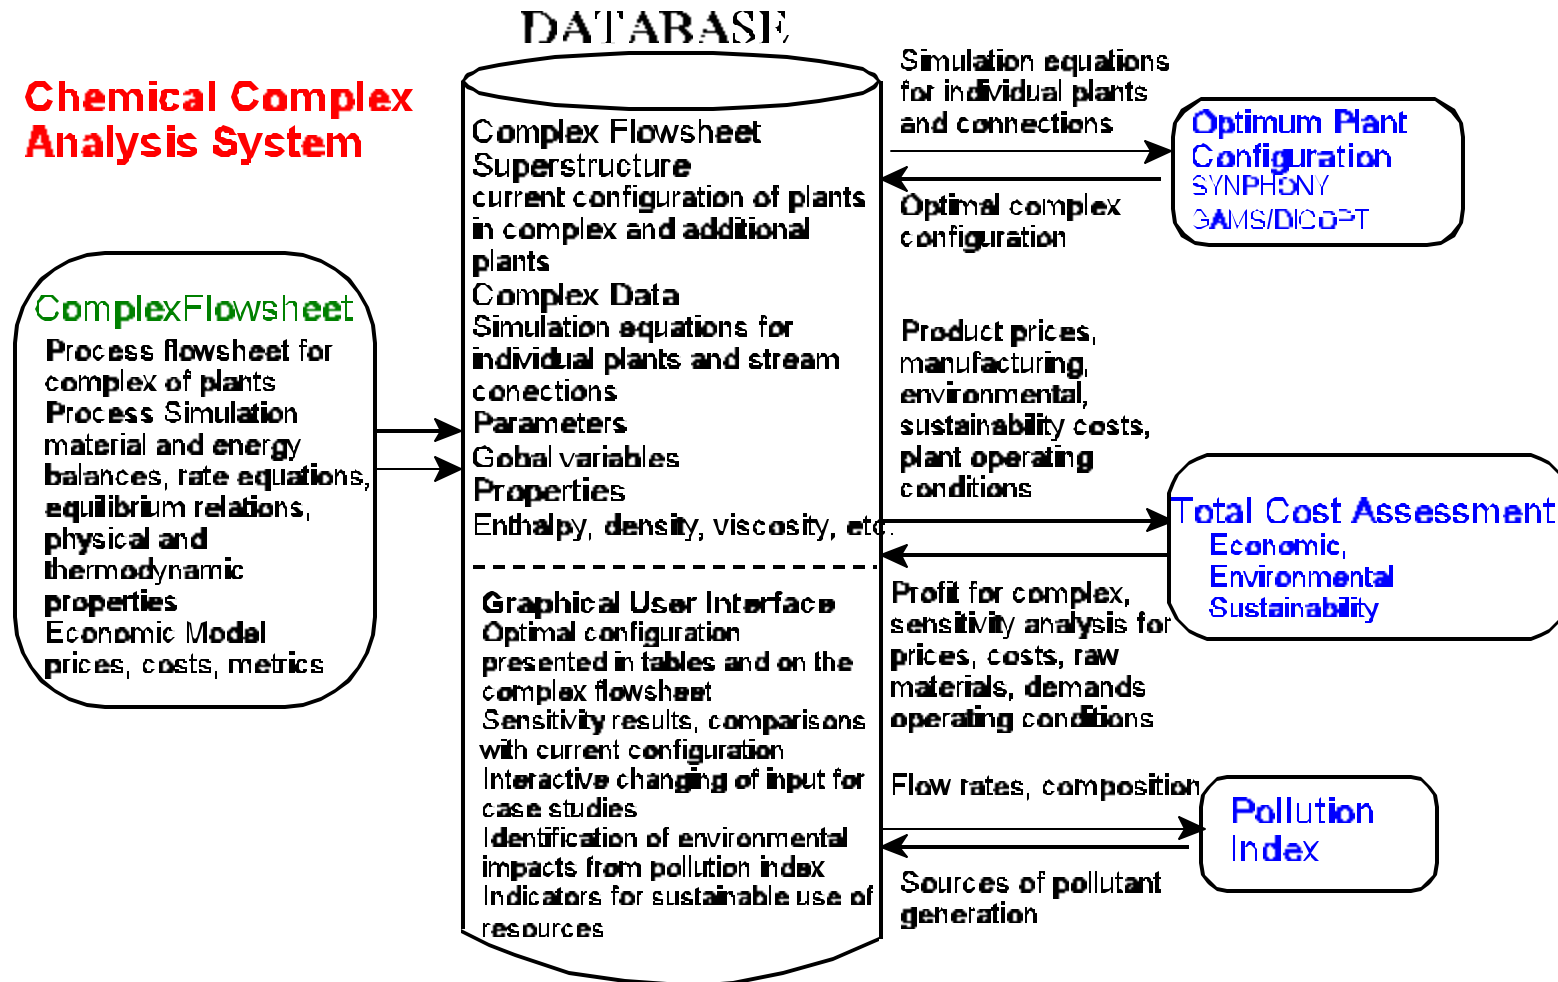 DATABASE
Chemical Complex
Analysis System
ComplexFlowsheet
Process flowsheet for
complex of plants
Process Simulation
material and energy
balances, rate equations,
equilibrium relations,
physical and
thermodynamic
properties
Economic Model
prices, costs, metrics
Complex Flowsheet
Superstructure
current configuration of plants
in complex and additional
plants
Complex Data
Simulation equations for
individual plants and stream
conections
Parameters
Gobal variables
Properties
Enthalpy, density, viscosity, etc.
Graphical User Interface
Optimal configuration
presented in tables and on the
complex flowsheet
Sensitivity results, comparisons
with current configuration
Interactive changing of input for
case studies
Identification of environmental
impacts from pollution index
Indicators for sustainable use of
resources
Simulation equations
for individual plants
and connections
Optimal complex
configuration
Optimum Plant
Configuration
SYNPHONY
GAMS/DICOPT
Product prices,
manufacturing,
environmental,
sustainability costs,
plant operating
conditions
Total Cost Assessment
Economic,
Environmental
Sustainability
Profit for complex,
sensitivity analysis for
prices, costs, raw
materials, demands
operating conditions
Flow rates, composition
Pollution
Index
Sources of pollutant
generation